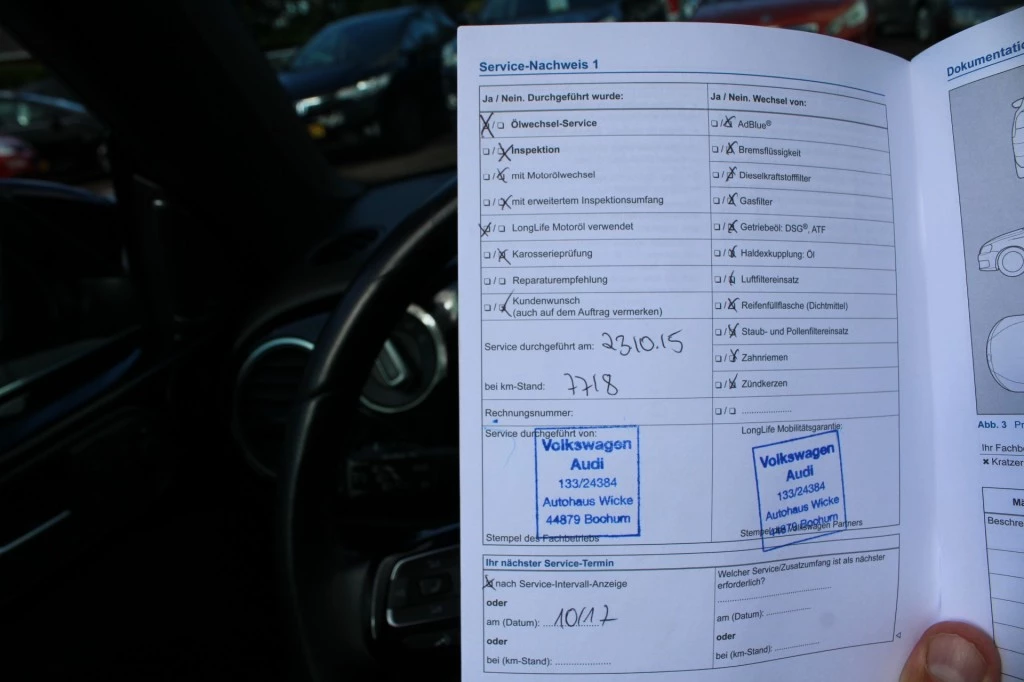 Service-Nachweis 1
Ja / Nein. Durchgeführt wurde:
Ölwechsel-Service
Inspektion
mit Motorölwechsel
mit erweitertem Inspektionsumfang
LongLife Motoröl verwendet
Karosserieprüfung
Reparaturempfehlung
Kundenwunsch
(auch auf dem Auftrag vermerken)
Service durchgeführt am: 23.10.15
bei km-Stand: 7718
Rechnungsnummer:
Service durchgeführt von:
Volkswagen
Audi
133/24384
Autohaus Wicke
44879 Bochum
Stempel des Fachbetriebs
Ja / Nein. Wechsel von:
AdBlue®
Bremsflüssigkeit
Dieselkraftstofffilter
Gasfilter
Getriebeöl: DSG®, ATF
Haldexkupplung: Öl
Luftfiltereinsatz
Reifenfüllflasche (Dichtmittel)
Staub- und Pollenfiltereinsatz
Zahnriemen
Zündkerzen
LongLife Mobilitätsgarantie:
Volkswagen
Audi
133/24384
Autohaus Wicke
44879 Bochum
Volkswagen Partners
Ihr nächster Service-Termin
nach Service-Intervall-Anzeige
oder
am (Datum): 10/17
oder
bei (km-Stand):
Welcher Service/Zusatzumfang ist als nächster
erforderlich?
am (Datum):
oder
bei (km-Stand):
Abb. 3
Ihr
Kratzer